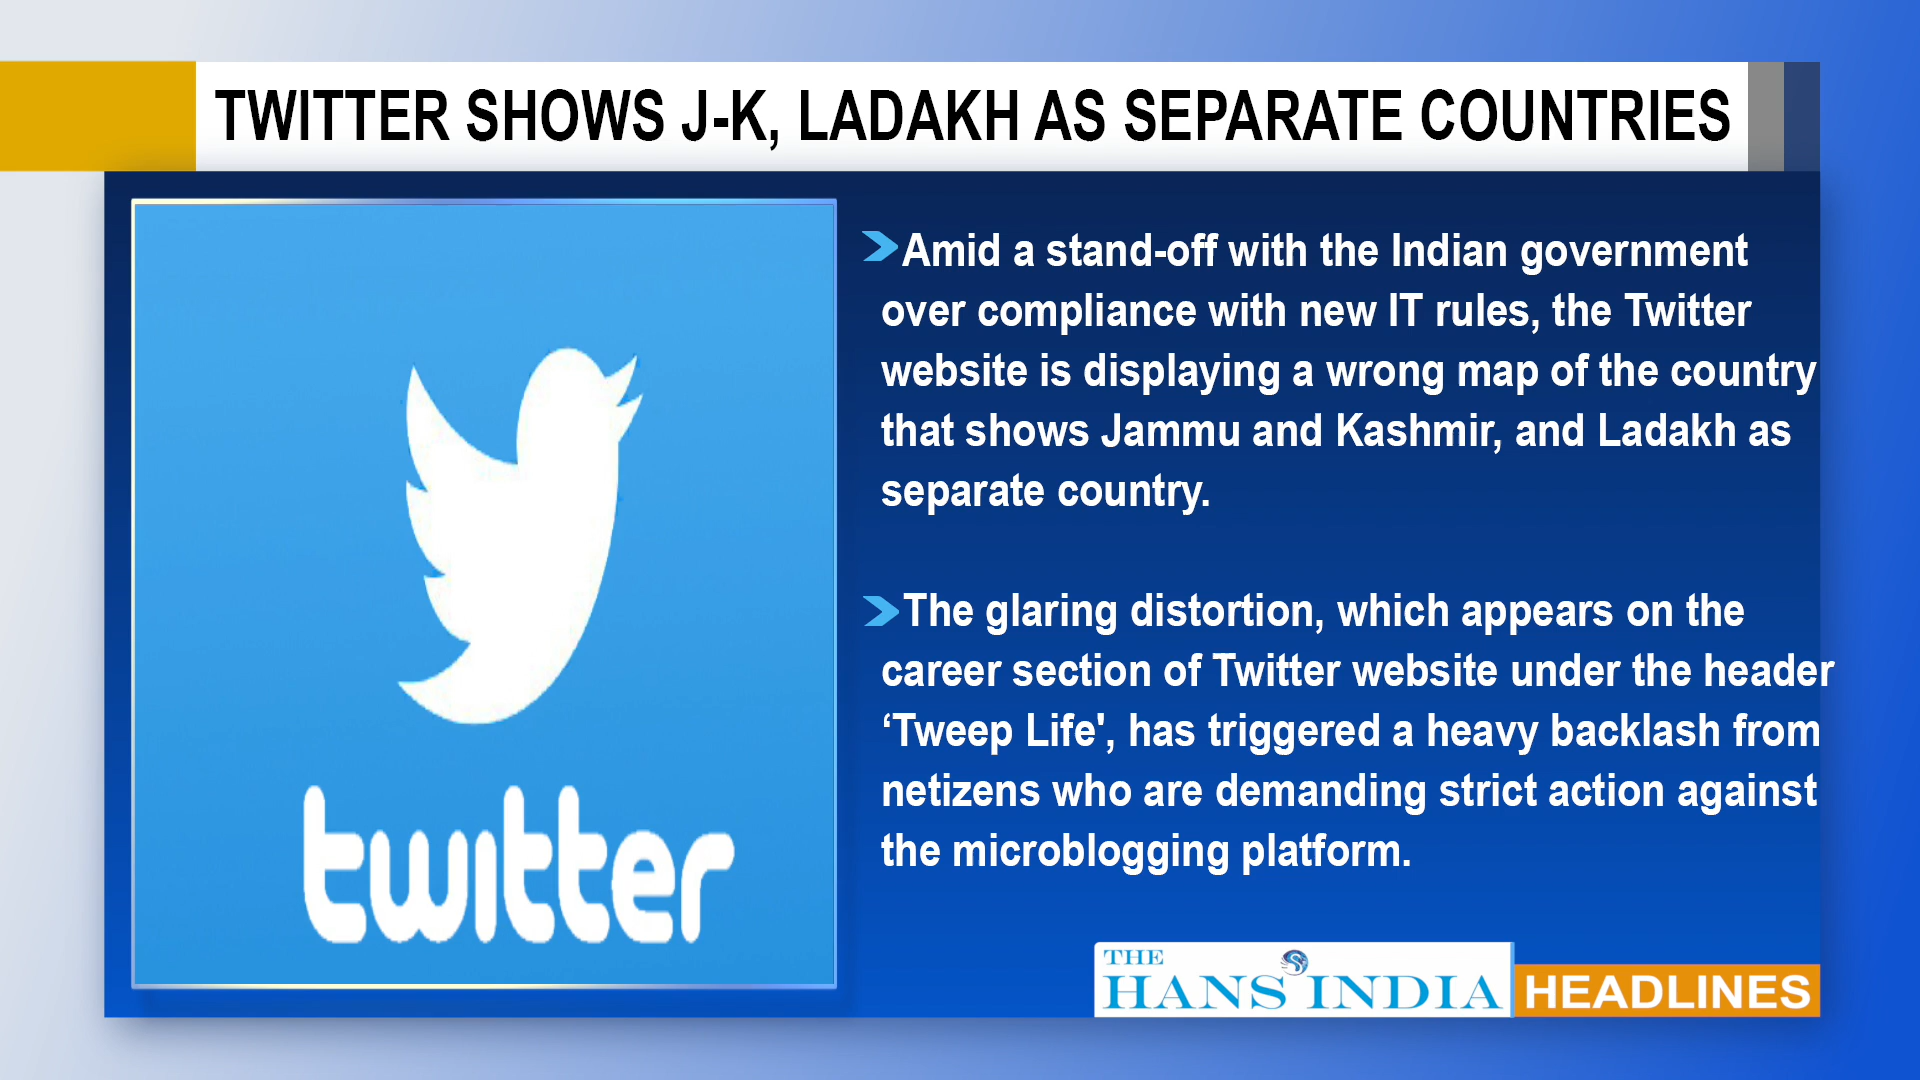 TWITTER SHOWS J-K, LADAKH AS SEPARATE COUNTRIES
twitter
Amid a stand-off with the Indian government
over compliance with new IT rules, the Twitter
website is displaying a wrong map of the country
that shows Jammu and Kashmir, and Ladakh as
separate country.
The glaring distortion, which appears on the
career section of Twitter website under the header
‘Tweep Life', has triggered a heavy backlash from
netizens who are demanding strict action against
the microblogging platform.
THE
HANS INDIA
HEADLINES